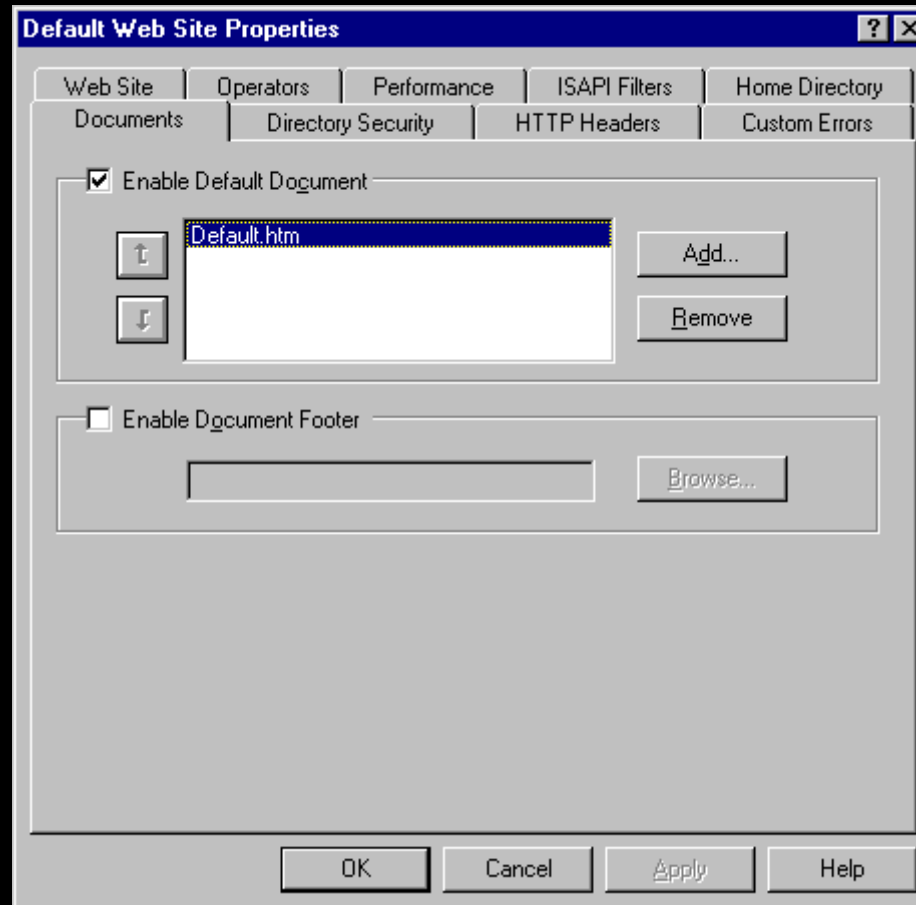 Default Web Site Properties
Web Site Operators Performance ISAPI Filters Home Directory
Documents Directory Security HTTP Headers Custom Errors
Enable Default Document
Default.htm
Add...
Remove
Enable Document Footer
Browse...
OK Cancel Apply Help